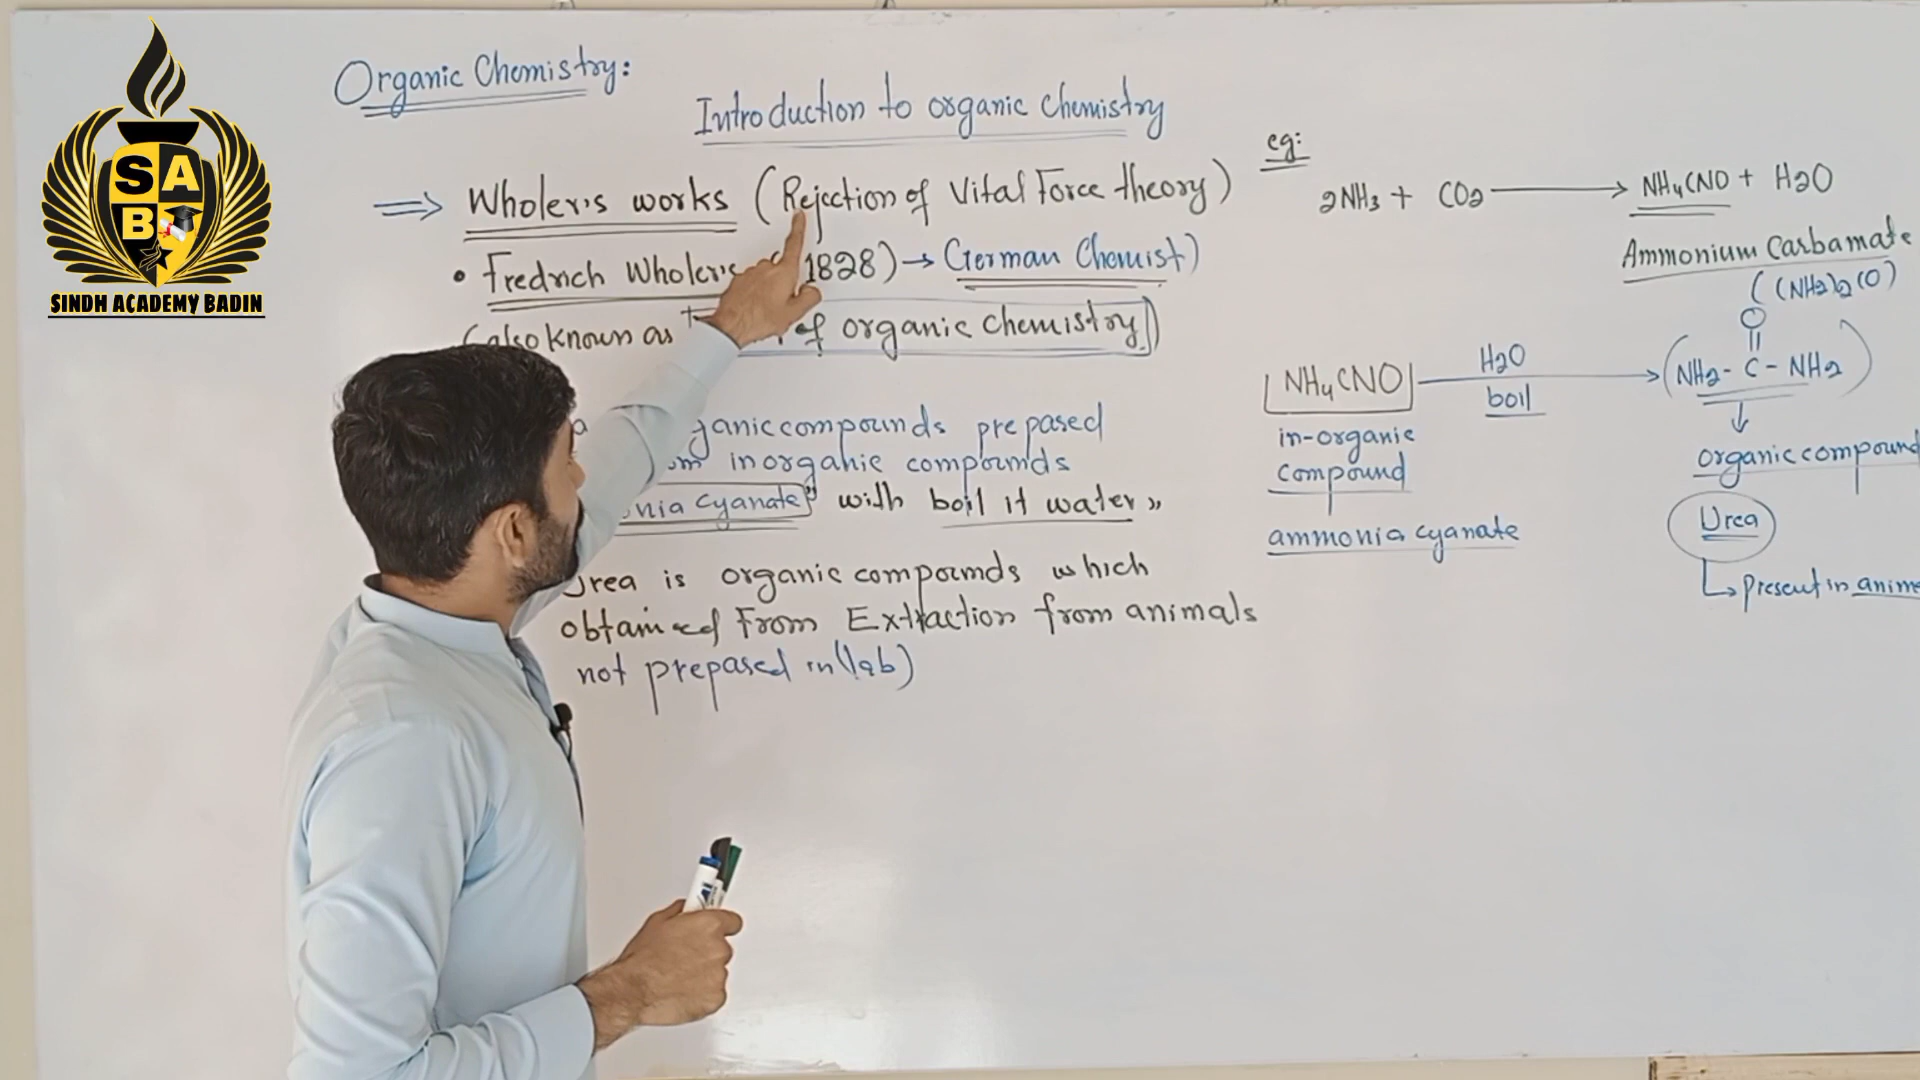 SA
B
SINDH ACADEMY BADIN
Organic Chemistry:
Introduction to organic chemistry
⇒ Wholer's works (Rejection of Vital Force theory)
• Fredrich Wholer's (1828) → German Chemist)
(also known as of organic chemistry)
compounds prepared
inorganic compounds
cyanate" with boil it water"
Urea is organic compounds which
obtained From Extraction from animals
not prepared in (lab)
eg:
2NH3 + CO2 → NH4CNO + H2O
Ammonium Carbamate
((NH2)2(O)
O
NH4CNO H2O → (NH2 - C - NH2)
boil
in-organic
compound
ammonia cyanate
organic compound
Urea
↳ present in